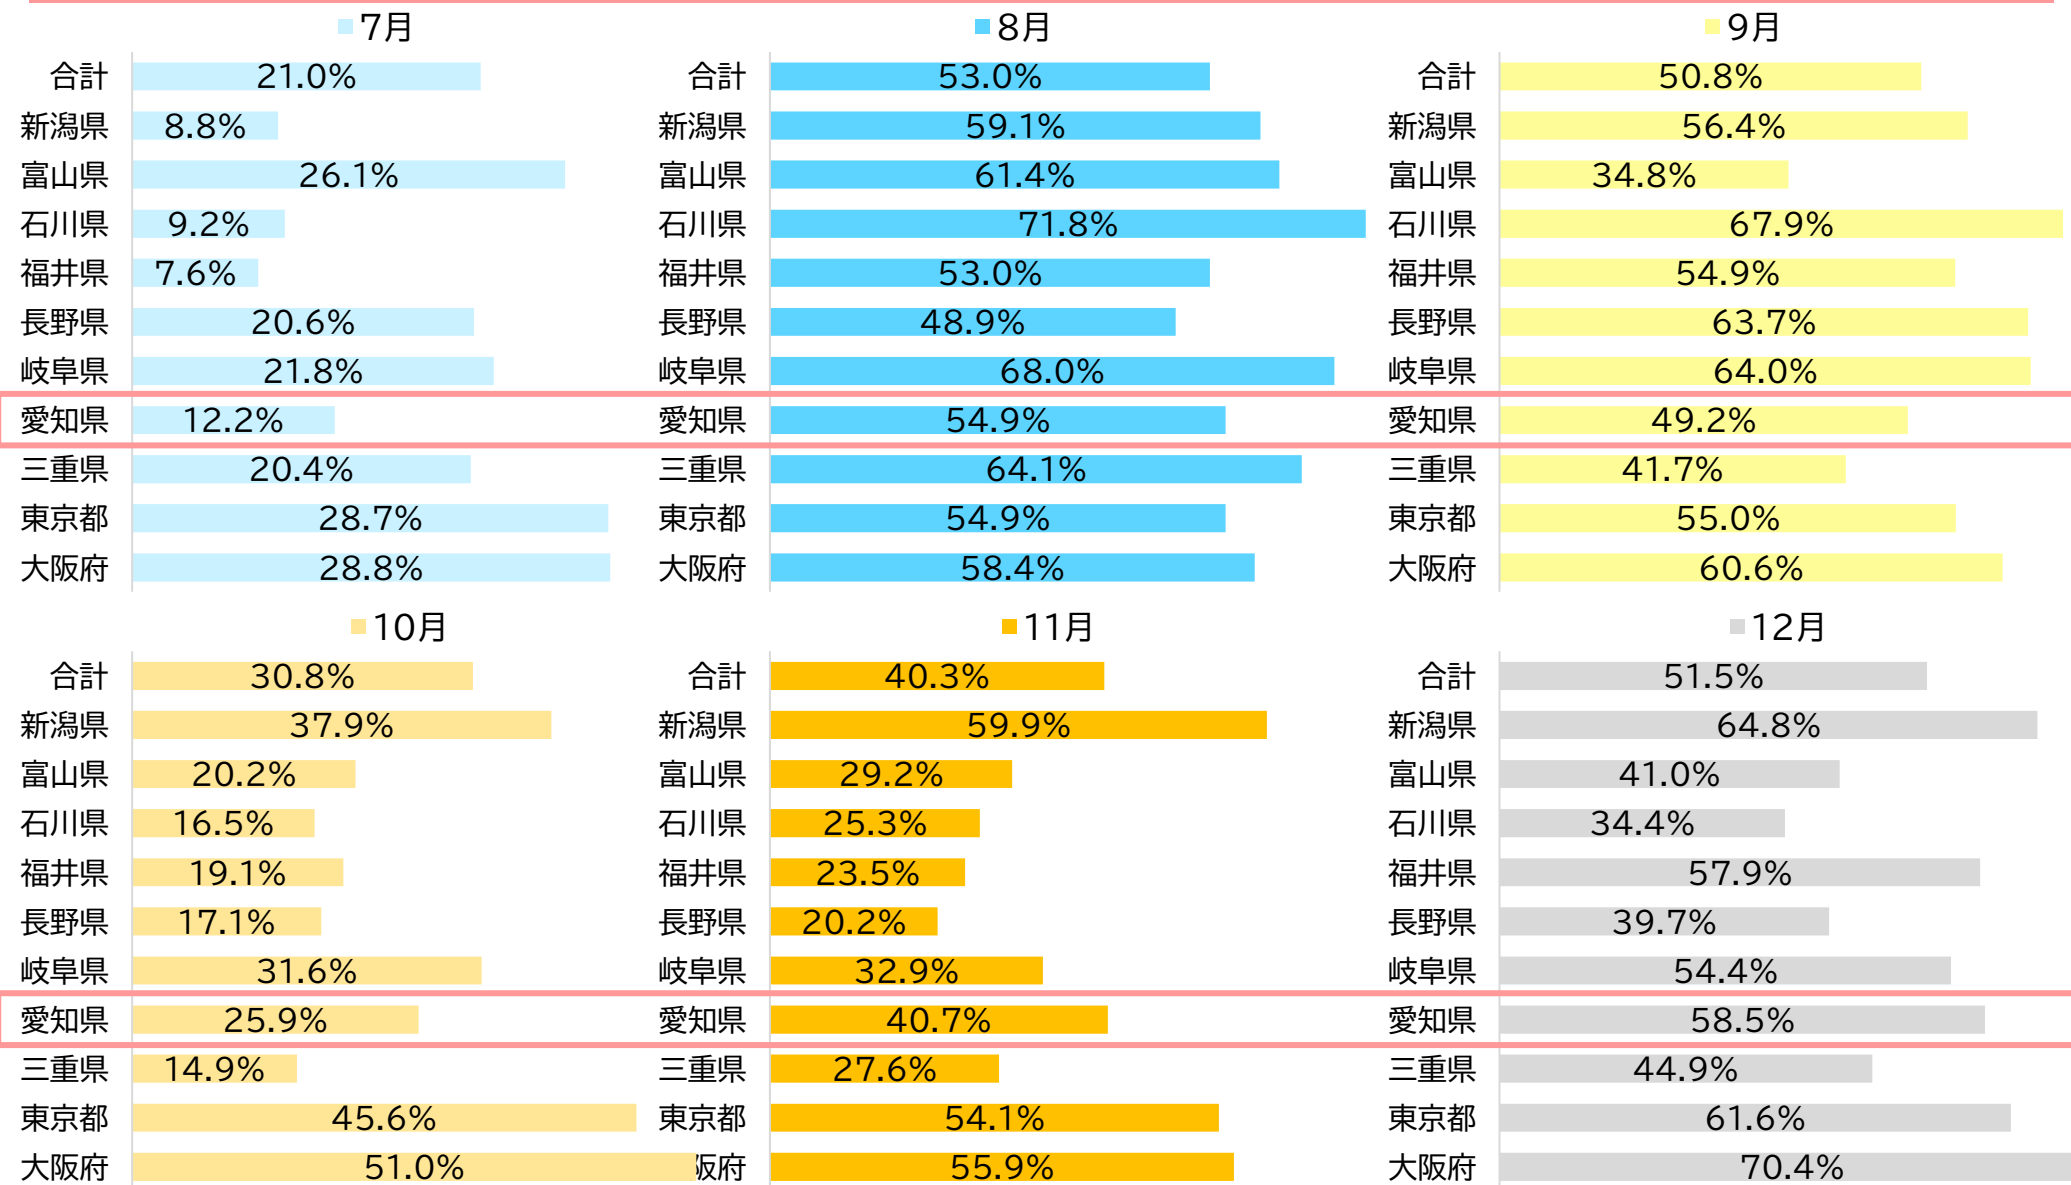 7月
合計 21.0%
新潟県 8.8%
富山県 26.1%
石川県 9.2%
福井県 7.6%
長野県 20.6%
岐阜県 21.8%
愛知県 12.2%
三重県 20.4%
東京都 28.7%
大阪府 28.8%
8月
合計 53.0%
新潟県 59.1%
富山県 61.4%
石川県 71.8%
福井県 53.0%
長野県 48.9%
岐阜県 68.0%
愛知県 54.9%
三重県 64.1%
東京都 54.9%
大阪府 58.4%
9月
合計 50.8%
新潟県 56.4%
富山県 34.8%
石川県 67.9%
福井県 54.9%
長野県 63.7%
岐阜県 64.0%
愛知県 49.2%
三重県 41.7%
東京都 55.0%
大阪府 60.6%
10月
合計 30.8%
新潟県 37.9%
富山県 20.2%
石川県 16.5%
福井県 19.1%
長野県 17.1%
岐阜県 31.6%
愛知県 25.9%
三重県 14.9%
東京都 45.6%
大阪府 51.0%
11月
合計 40.3%
新潟県 59.9%
富山県 29.2%
石川県 25.3%
福井県 23.5%
長野県 20.2%
岐阜県 32.9%
愛知県 40.7%
三重県 27.6%
東京都 54.1%
阪府 55.9%
12月
合計 51.5%
新潟県 64.8%
富山県 41.0%
石川県 34.4%
福井県 57.9%
長野県 39.7%
岐阜県 54.4%
愛知県 58.5%
三重県 44.9%
東京都 61.6%
大阪府 70.4%